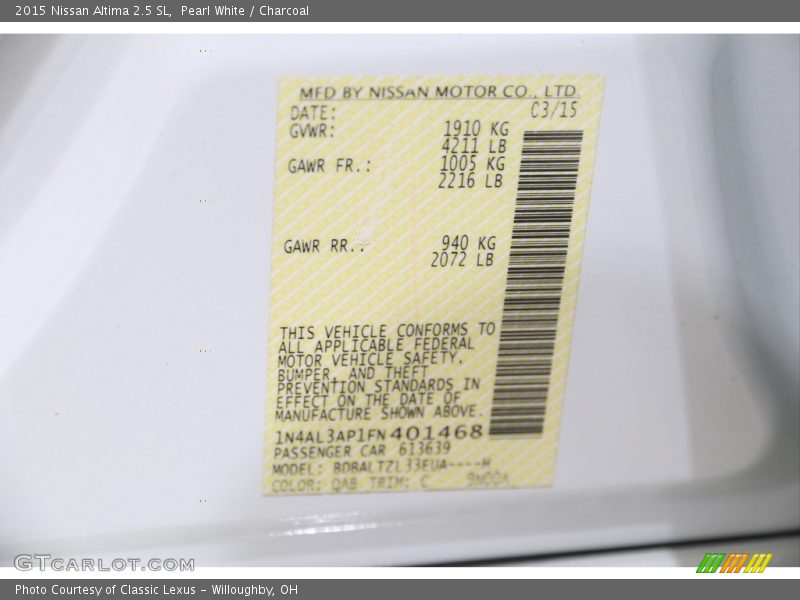 2015 Nissan Altima 2.5 SL, Pearl White / Charcoal
MFD BY NISSAN MOTOR CO., LTD.
DATE: 03/15
GVWR: 1910 KG
4211 LB
GAWR FR.: 1005 KG
2216 LB
GAWR RR.: 940 KG
2072 LB
THIS VEHICLE CONFORMS TO
ALL APPLICABLE FEDERAL
MOTOR VEHICLE SAFETY,
BUMPER, AND THEFT
PREVENTION STANDARDS IN
EFFECT ON THE DATE OF
MANUFACTURE SHOWN ABOVE.
1N4AL3AP1FN401468
PASSENGER CAR 613639
MODEL:
COLOR: QAB TRIM: C
GTCARLOT.COM
Photo Courtesy of Classic Lexus - Willoughby, OH